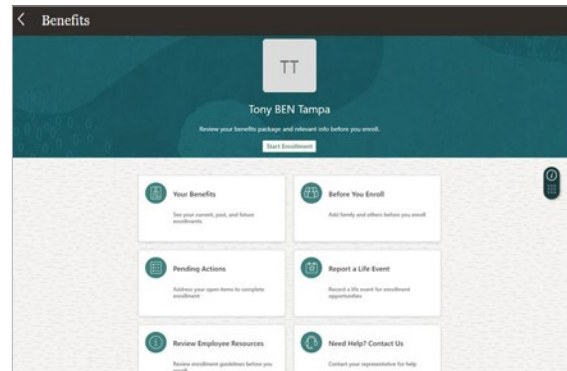 Benefits
TT
Tony BEN Tampa
Review your benefits package and relevant info before you enroll.
Start Enrollment
Your Benefits
See your current, past, and future
enrollments
Before You Enroll
Add family and others before you enroll
Pending Actions
Address your open items to complete
enrollment
Report a Life Event
Record a life event for enrollment
opportunities
Review Employee Resources
Review enrollment guidelines before you
enroll
Need Help? Contact Us
Contact your representative for help